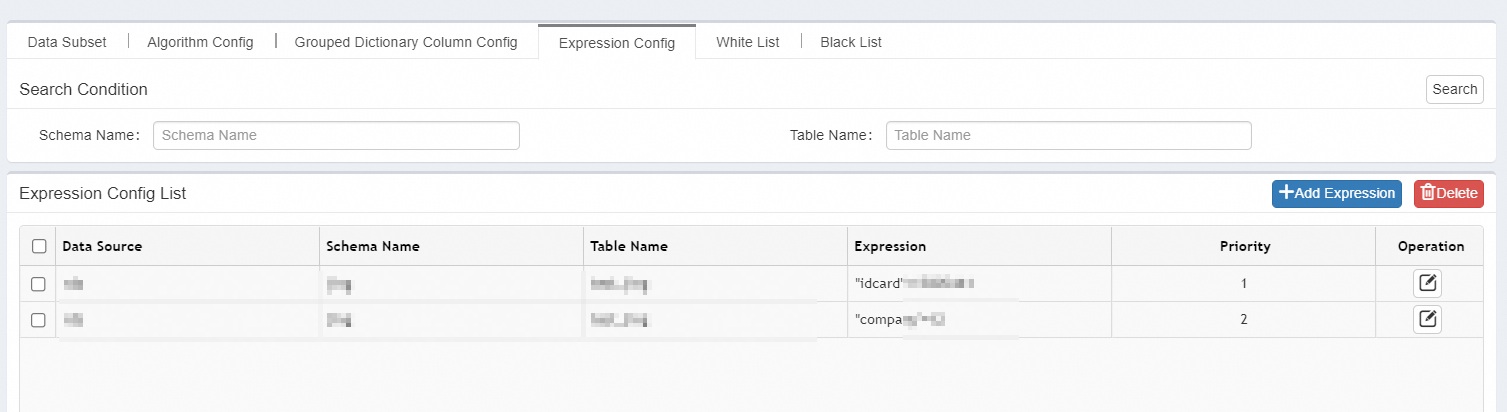 Data Subset Algorithm Config Grouped Dictionary Column Config Expression Config White List Black List
Search Condition Search
Schema Name: Schema Name Table Name: Table Name
Expression Config List Add Expression Delete
Data Source Schema Name Table Name Expression Priority Operation
"idcard" 1
"compa 2